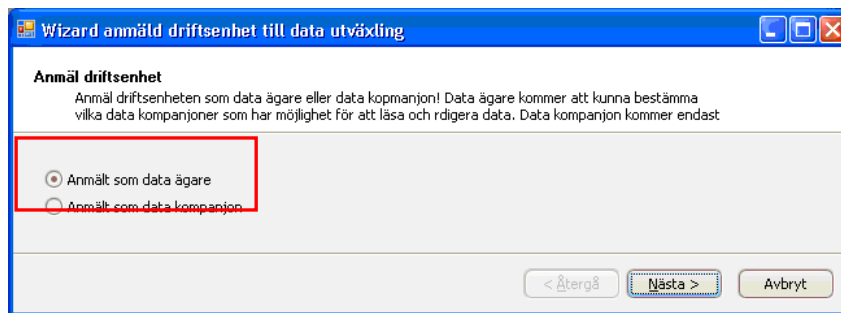 Wizard anmäld driftsenhet till data utväxling
Anmäl driftsenhet
Anmäl driftsenheten som data ägare eller data kopmanjon! Data ägare kommer att kunna bestämma
vilka data kompanjoner som har möjlighet för att läsa och rdigera data. Data kompanjon kommer endast
Anmält som data ägare
Anmält som data kompanjon
< Återgå
Nästa >
Avbryt